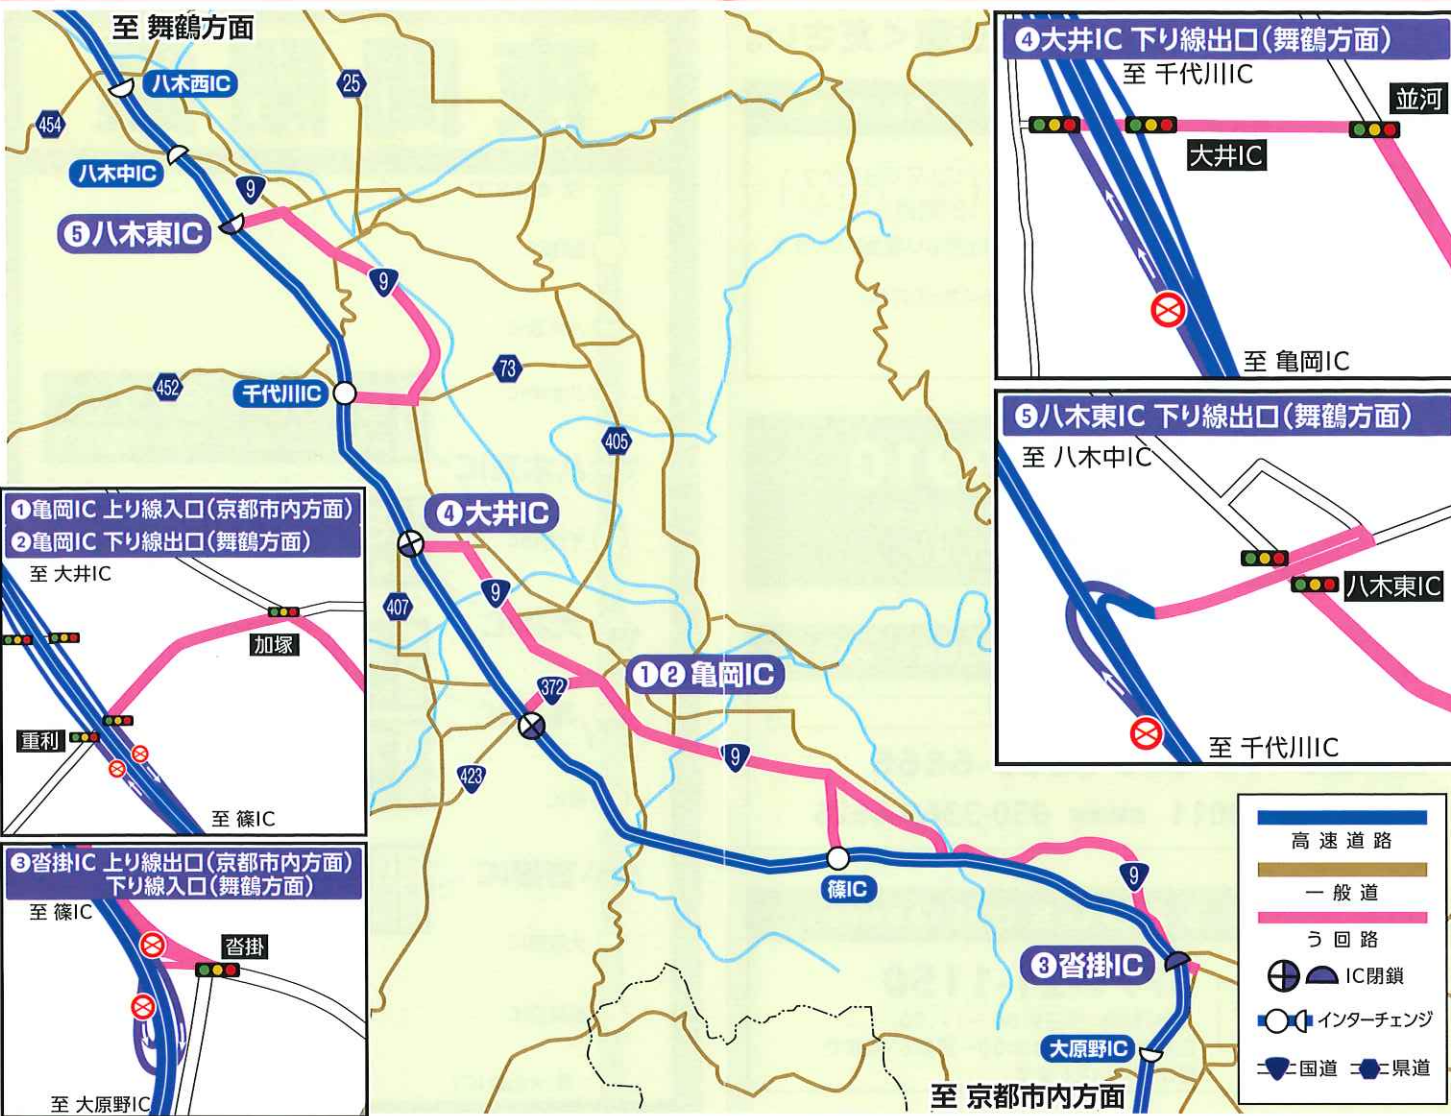 至 舞鶴方面
八木西IC
25
454
八木中IC
9
❺八木東IC
9
452
千代川IC
73
405
❹大井IC
9
407
❶❷亀岡IC
372
423
9
篠IC
9
❸沓掛IC
大原野IC
至 京都市内方面
❶亀岡IC 上り線入口(京都市内方面)
❷亀岡IC 下り線出口(舞鶴方面)
至 大井IC
加塚
重利
至 篠IC
❸沓掛IC 上り線出口(京都市内方面)
下り線入口(舞鶴方面)
至 篠IC
沓掛
至 大原野IC
❹大井IC 下り線出口(舞鶴方面)
至 千代川IC
並河
大井IC
至 亀岡IC
❺八木東IC 下り線出口(舞鶴方面)
至 八木中IC
八木東IC
至 千代川IC
高速道路
一般道
う回路
IC閉鎖
インターチェンジ
国道
県道